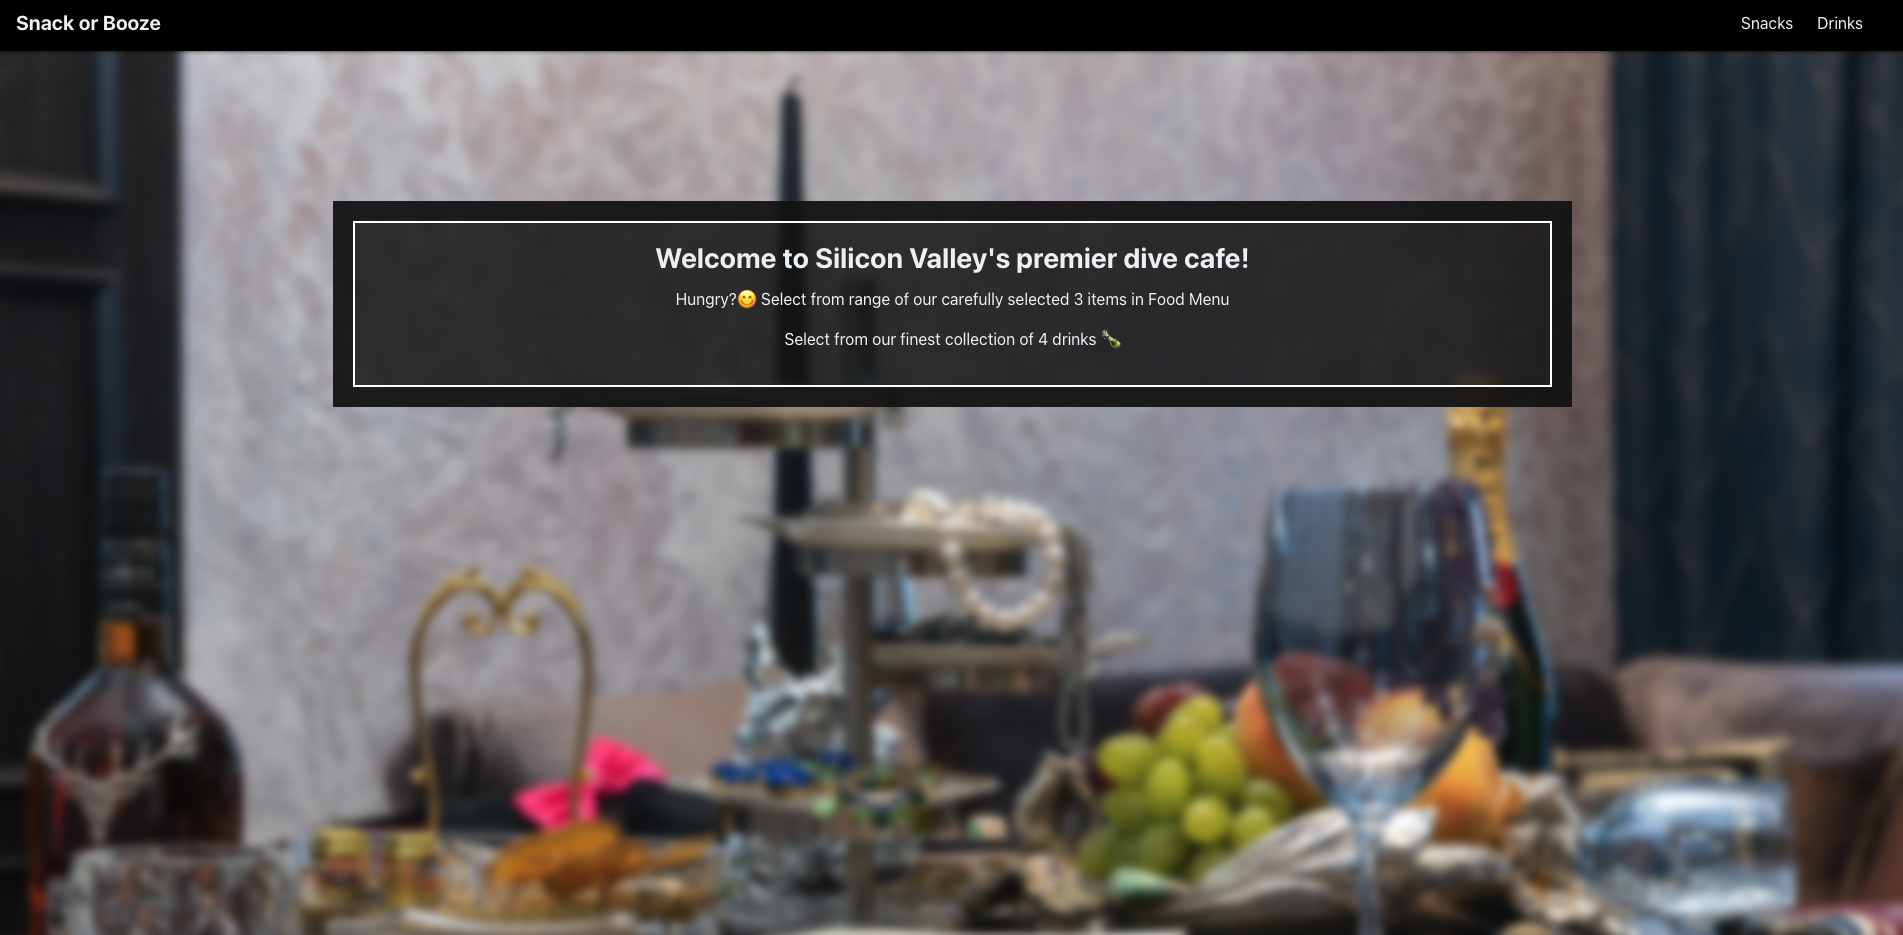 Snack or Booze
Snacks Drinks
Welcome to Silicon Valley's premier dive cafe!
Hungry?😋 Select from range of our carefully selected 3 items in Food Menu
Select from our finest collection of 4 drinks 🍾